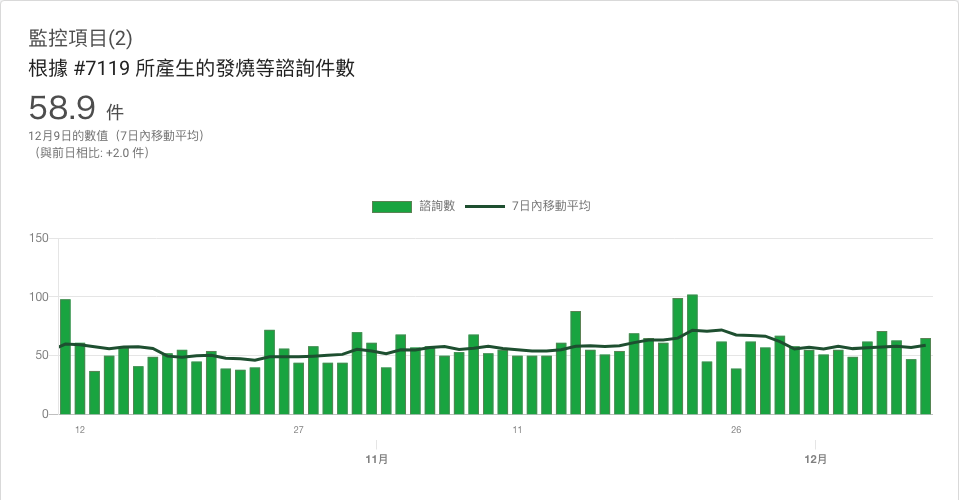 監控項目(2)
根據 #7119 所產生的發燒等諮詢件數
58.9 件
12月9日的數值（7日內移動平均）
（與前日相比: +2.0 件）
諮詢數 7日內移動平均
150
100
50
0
12 27 11 26
11月 12月